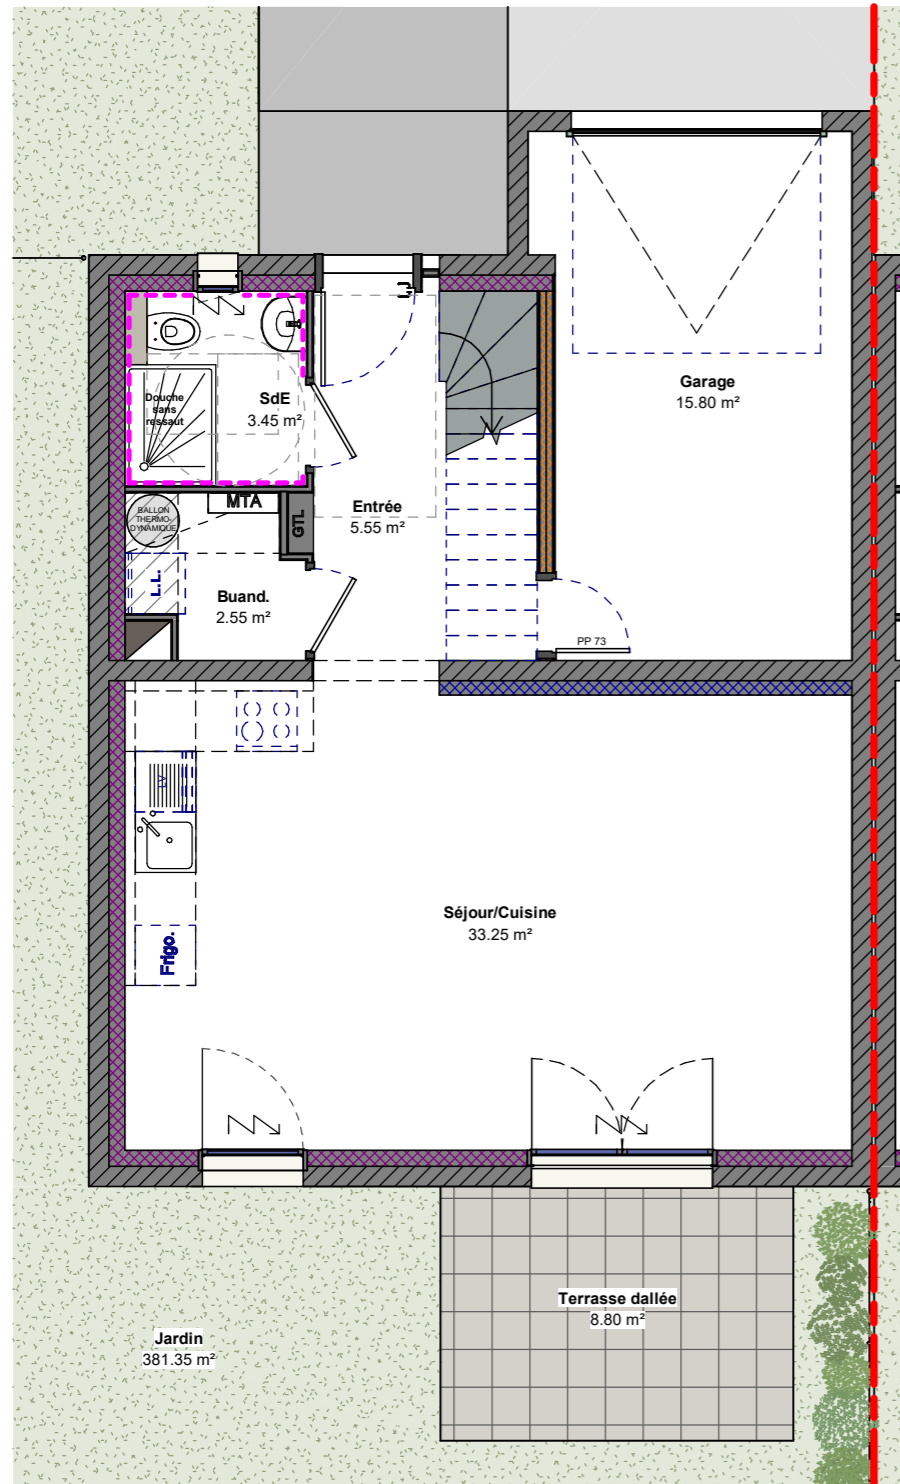 Garage
15.80 m²
Douche
sans
ressaut
SdE
3.45 m²
MTA
GTL
BALLON
THERMO-
DYNAMIQUE
Entrée
5.55 m²
L.L.
Buand.
2.55 m²
PP 73
LV
Frigo.
Séjour/Cuisine
33.25 m²
Terrasse dallée
8.80 m²
Jardin
381.35 m²